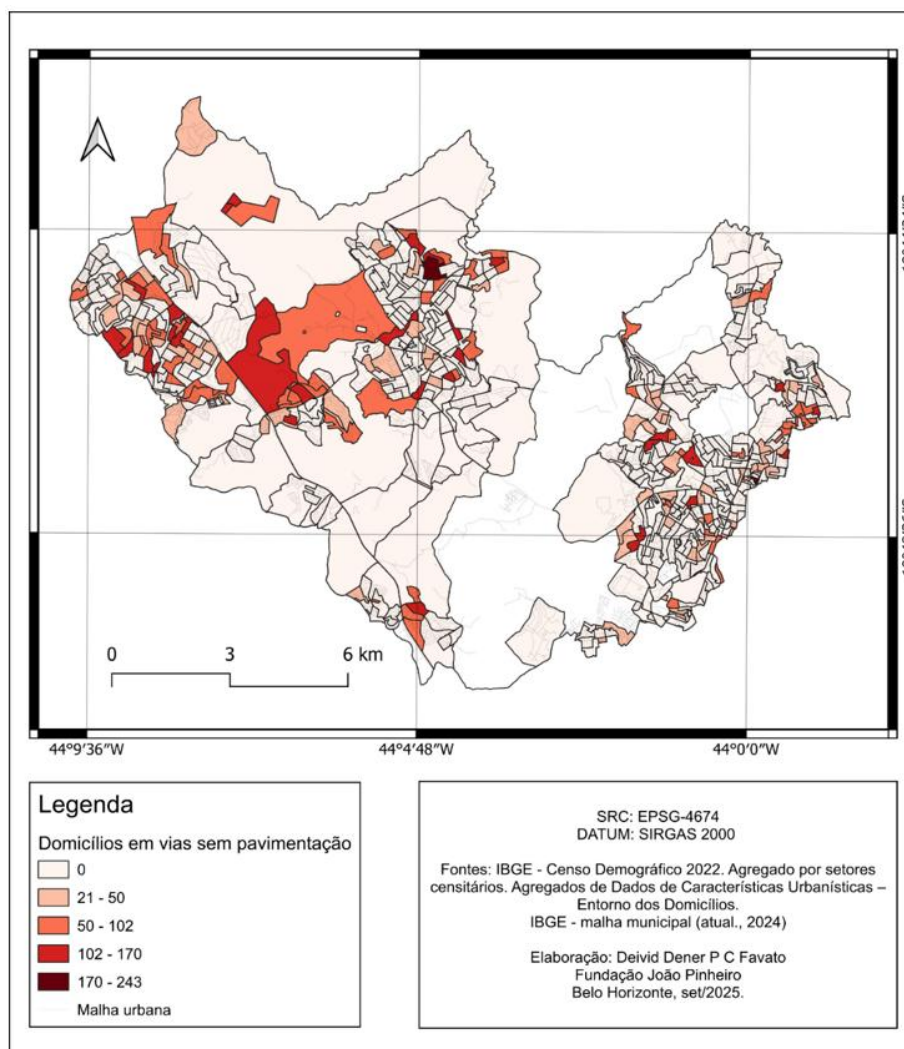 0
3
6 km
44°9'36"W
44°4'48"W
44°0'0"W
Legenda
Domicílios em vias sem pavimentação
0
21 - 50
50 - 102
102 - 170
170 - 243
Malha urbana
SRC: EPSG-4674
DATUM: SIRGAS 2000
Fontes: IBGE - Censo Demográfico 2022. Agregado por setores
censitários. Agregados de Dados de Características Urbanísticas –
Entorno dos Domicílios.
IBGE - malha municipal (atual., 2024)
Elaboração: Deivid Dener P C Favato
Fundação João Pinheiro
Belo Horizonte, set/2025.